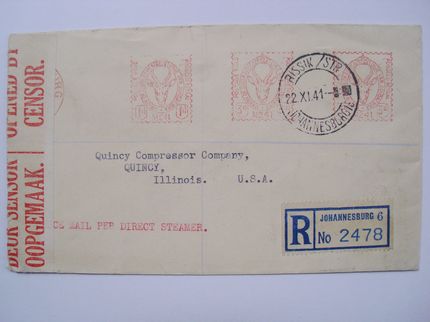 OPENED BY
CENSOR.
DEUR SENSOR
OOPGEMAAK.
RISSIK STR.
22.XI.41
JOHANNESBURG
Quincy Compressor Company,
QUINCY,
Illinois. U.S.A.
MAIL PER DIRECT STEAMER.
JOHANNESBURG 6
R No 2478